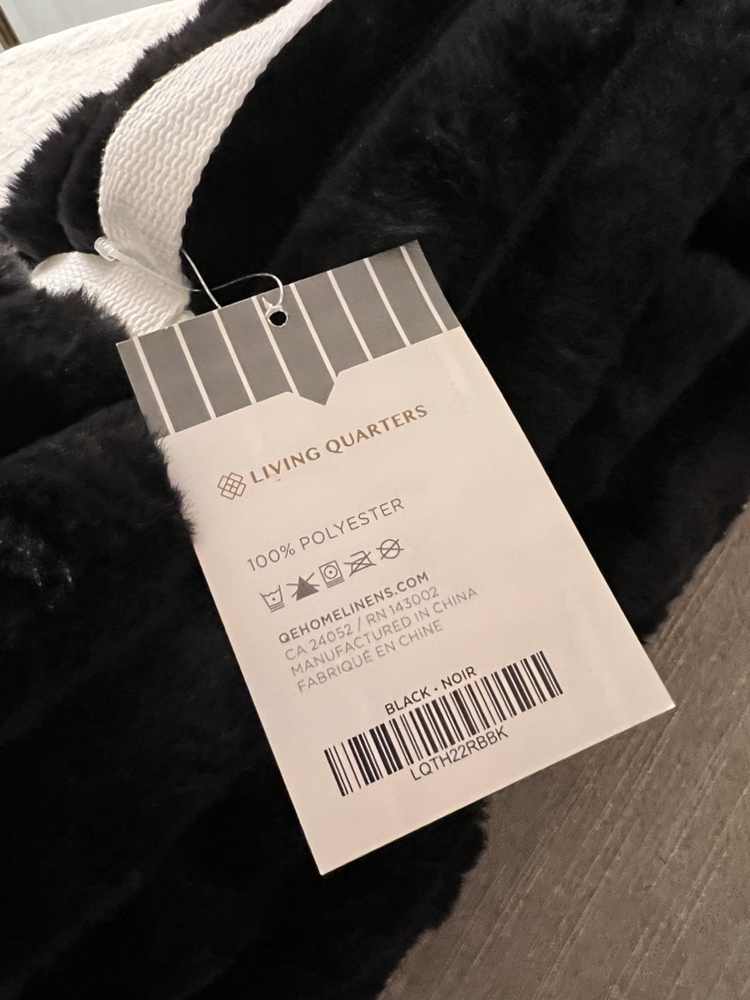 LIVING QUARTERS
100% POLYESTER
QEHOMELINENS.COM
CA 24052 / RN 143002
MANUFACTURED IN CHINA
FABRIQUÉ EN CHINE
BLACK • NOIR
LQTH22RBBK